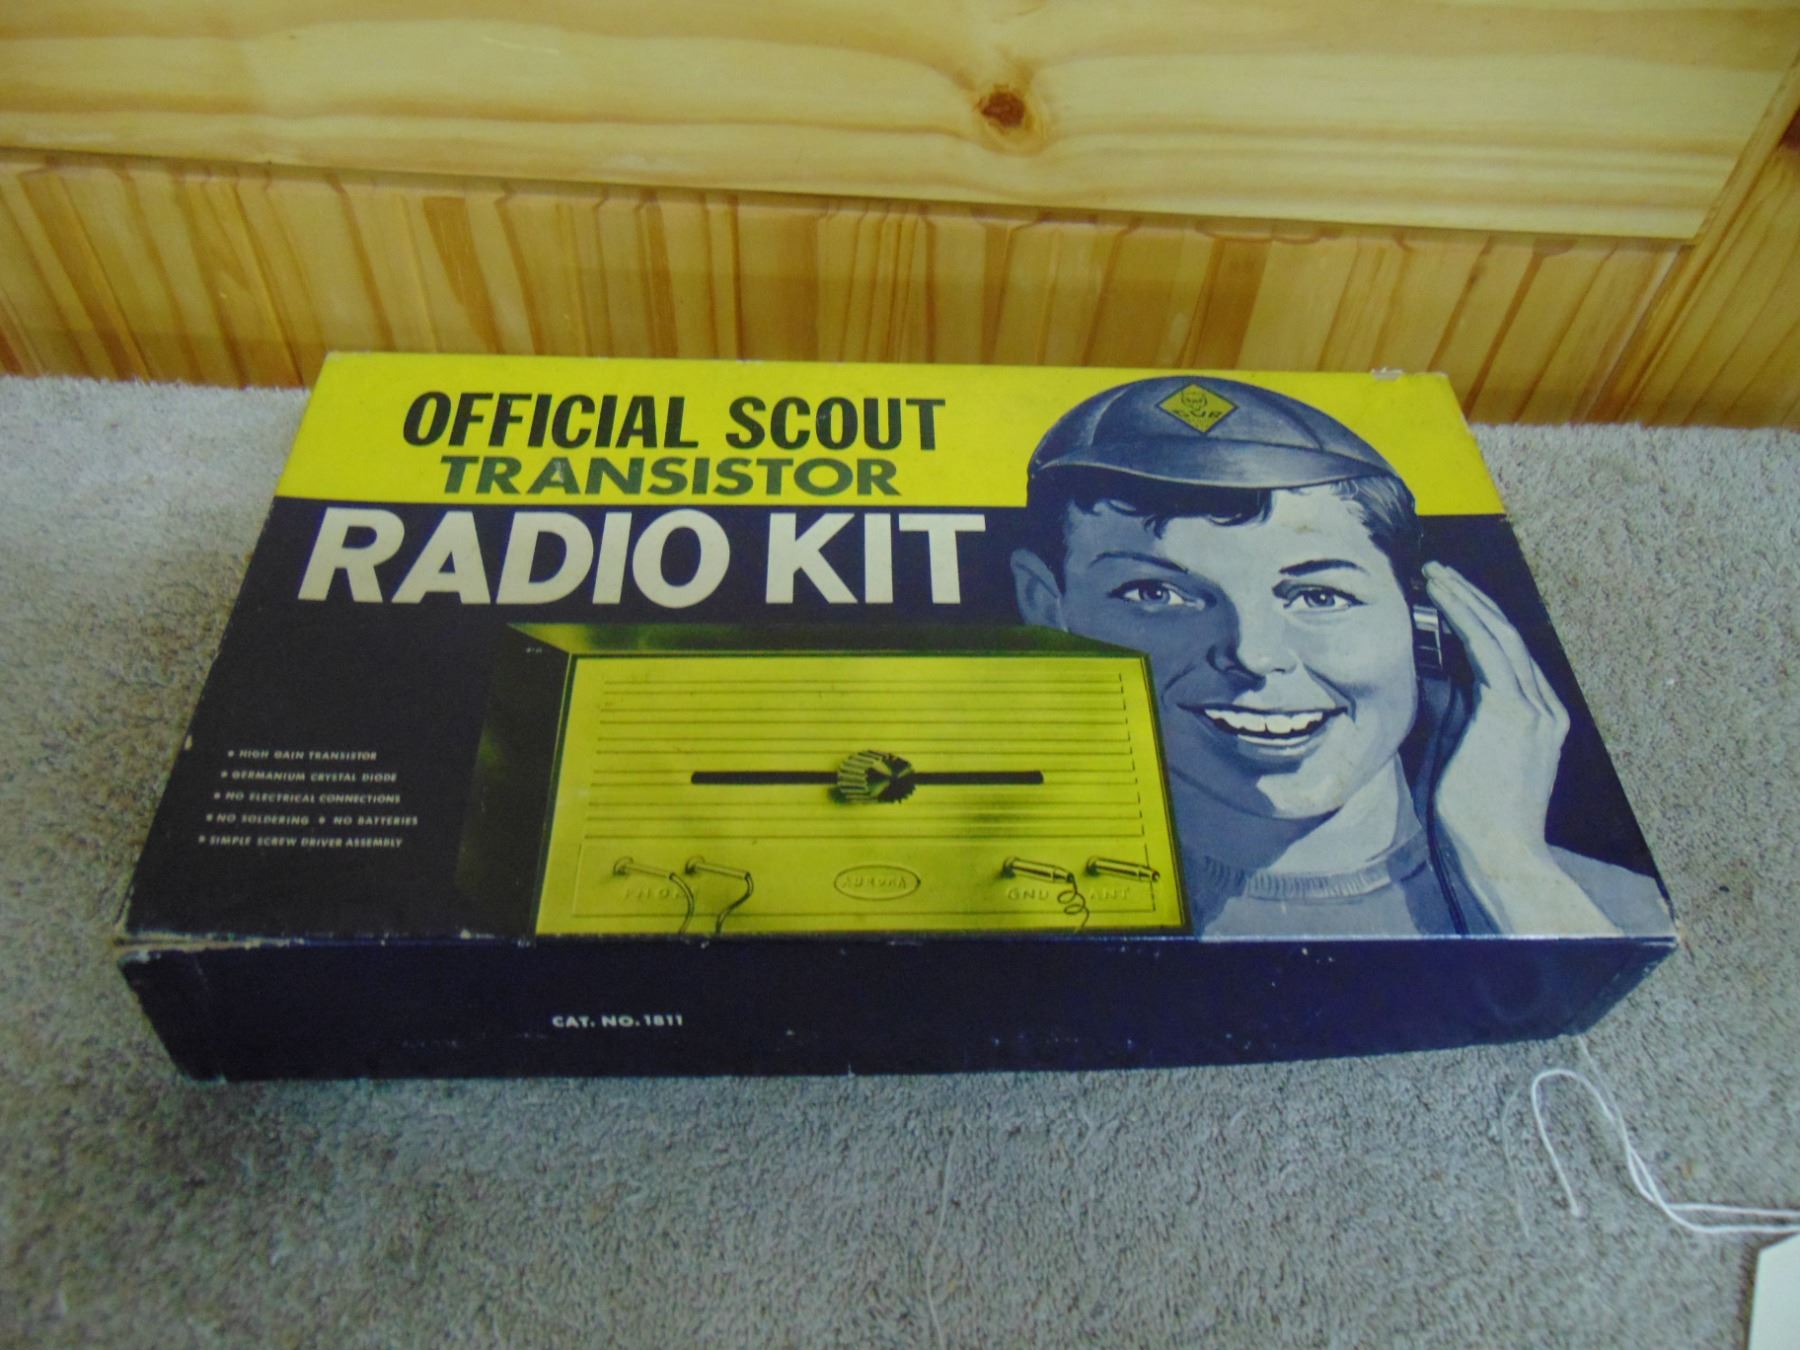 OFFICIAL SCOUT
TRANSISTOR
RADIO KIT
CUB
• HIGH GAIN TRANSISTOR
• GERMANIUM CRYSTAL DIODE
• NO ELECTRICAL CONNECTIONS
• NO SOLDERING • NO BATTERIES
• SIMPLE SCREW DRIVER ASSEMBLY
AURORA
GND ANT
CAT. NO. 1811